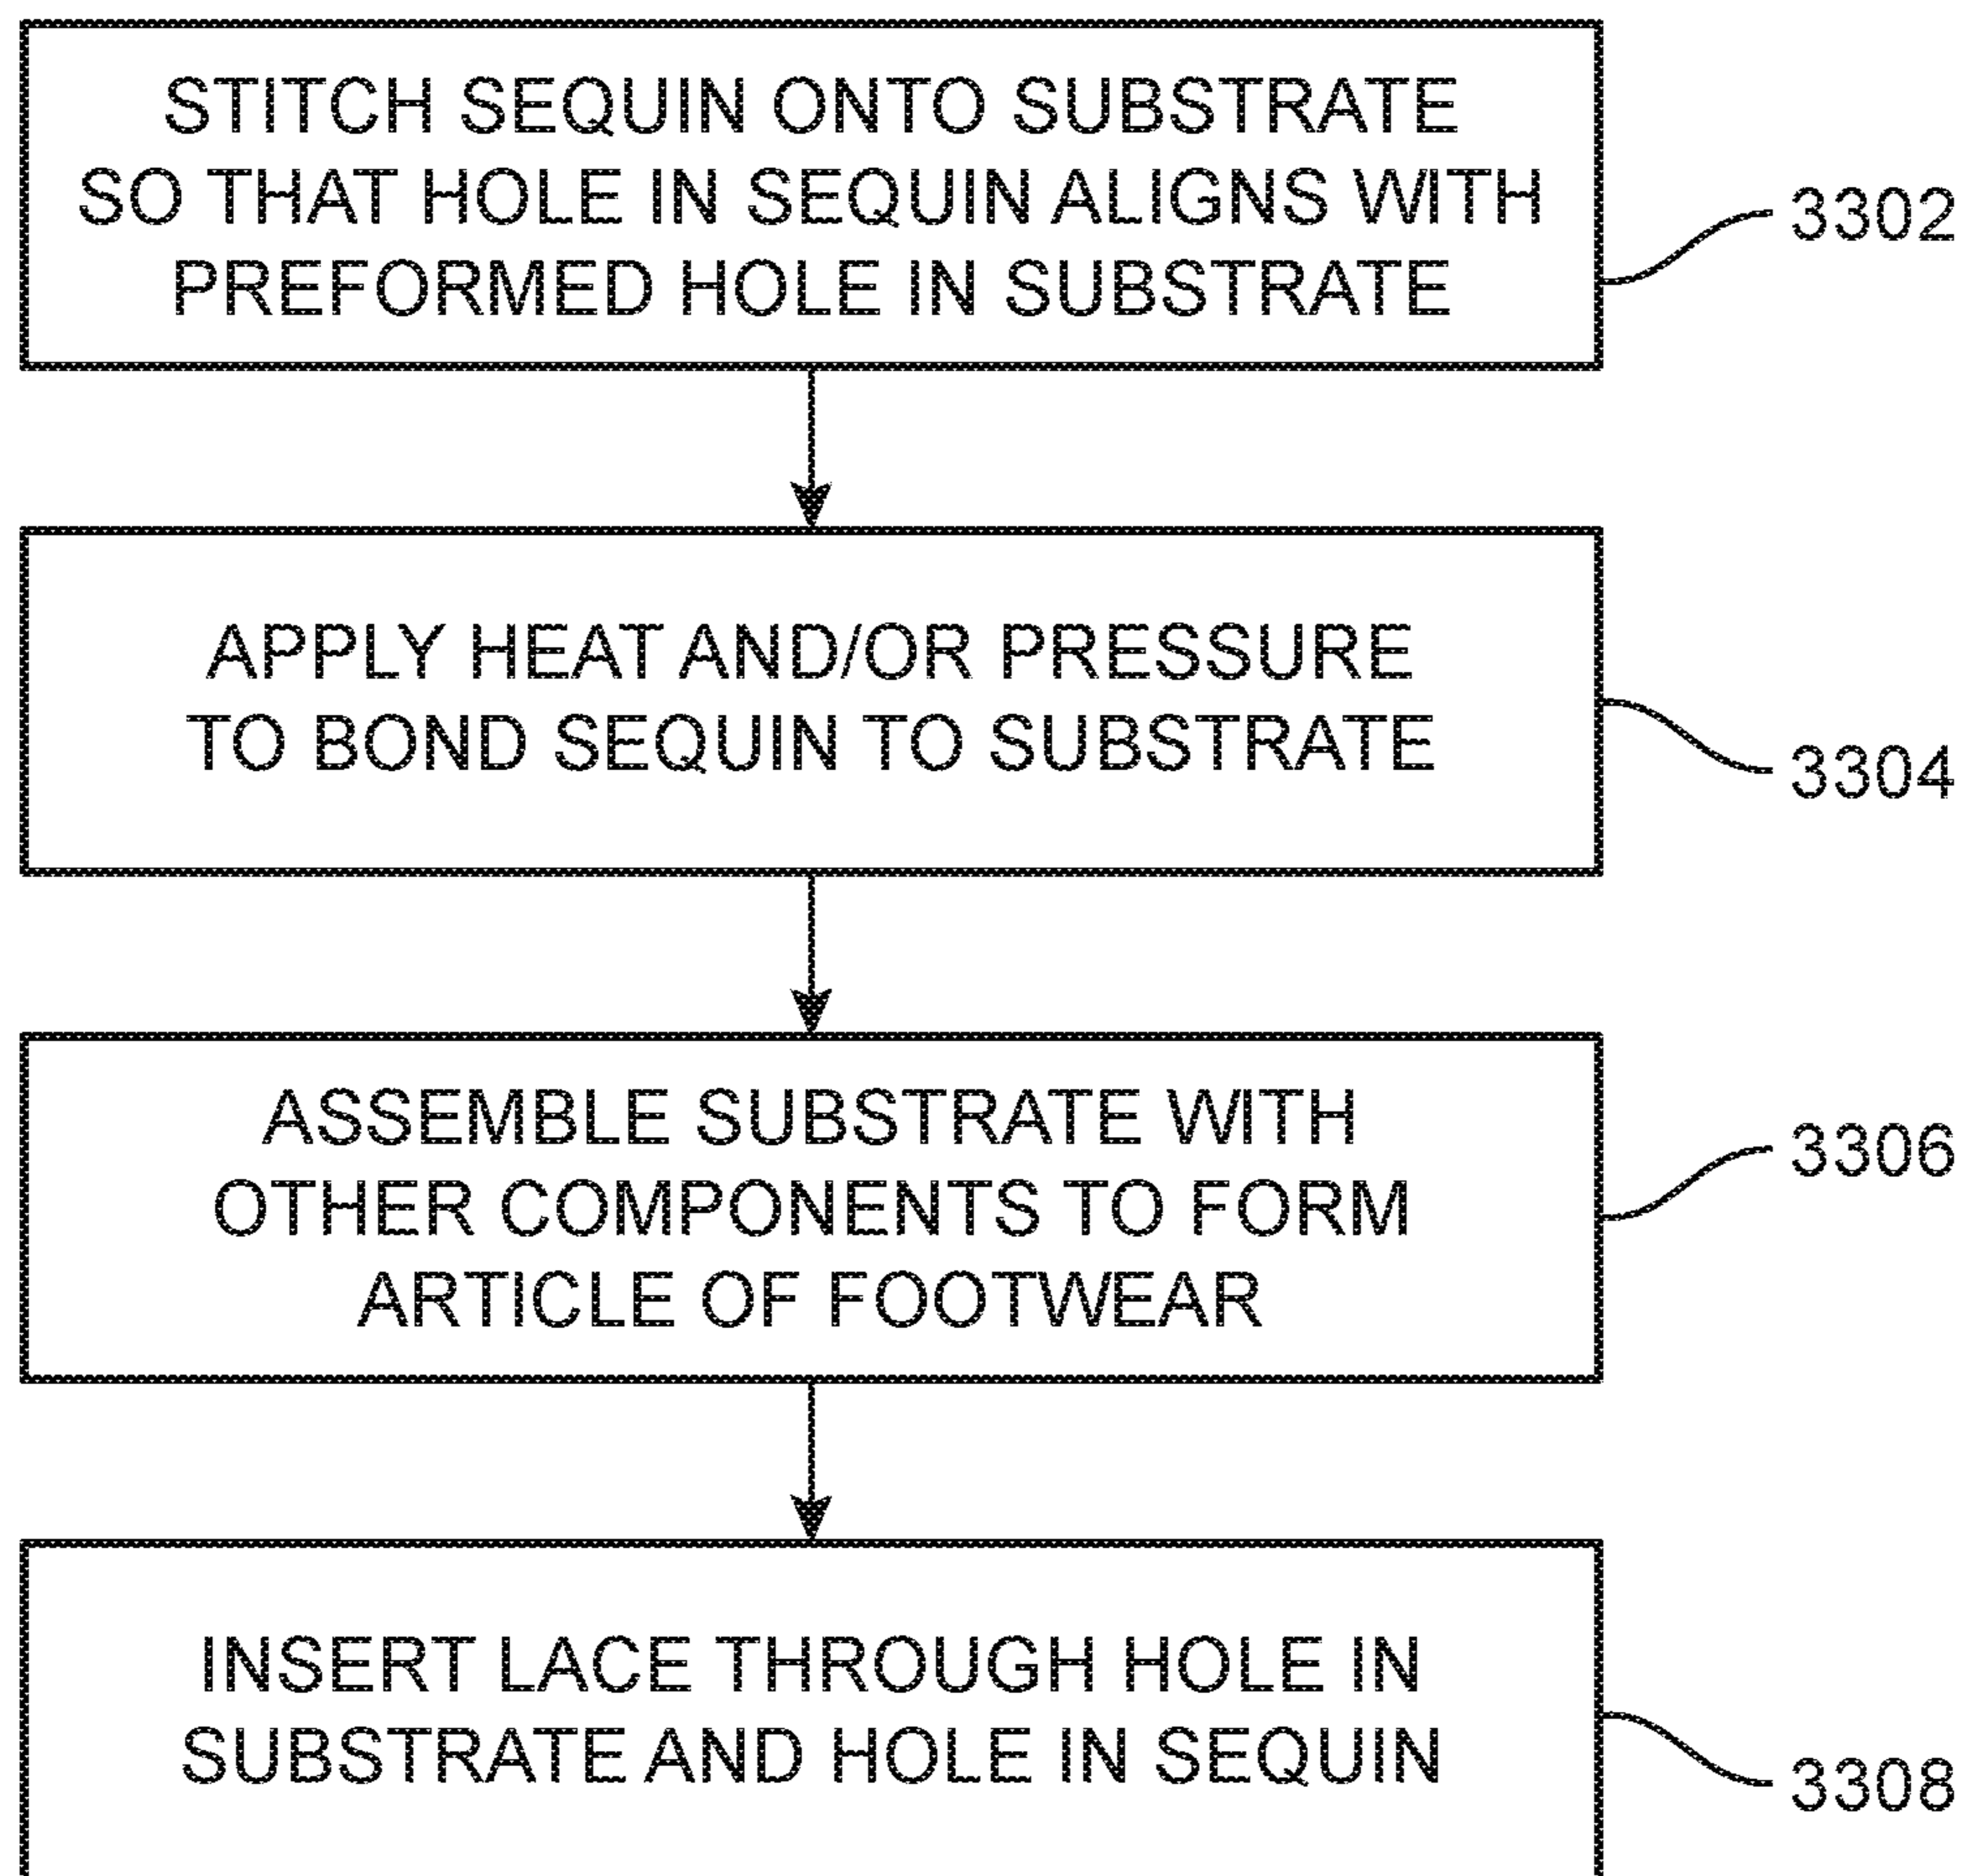 STITCH SEQUIN ONTO SUBSTRATE
SO THAT HOLE IN SEQUIN ALIGNS WITH
PREFORMED HOLE IN SUBSTRATE
3302
APPLY HEAT AND/OR PRESSURE
TO BOND SEQUIN TO SUBSTRATE
3304
ASSEMBLE SUBSTRATE WITH
OTHER COMPONENTS TO FORM
ARTICLE OF FOOTWEAR
3306
INSERT LACE THROUGH HOLE IN
SUBSTRATE AND HOLE IN SEQUIN
3308